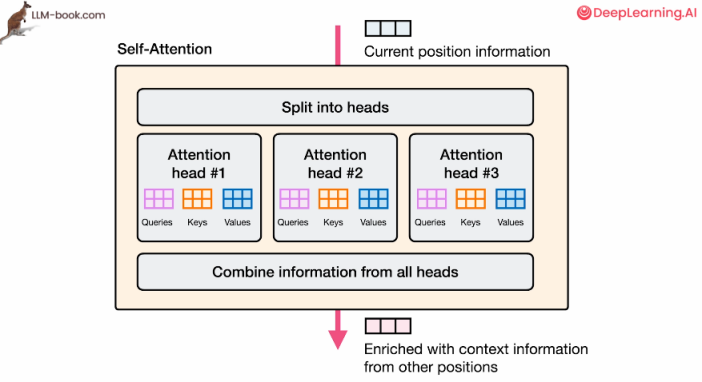 LLM-book.com
DeepLearning.AI
Self-Attention
Current position information
Split into heads
Attention
head #1
Queries Keys Values
Attention
head #2
Queries Keys Values
Attention
head #3
Queries Keys Values
Combine information from all heads
Enriched with context information
from other positions